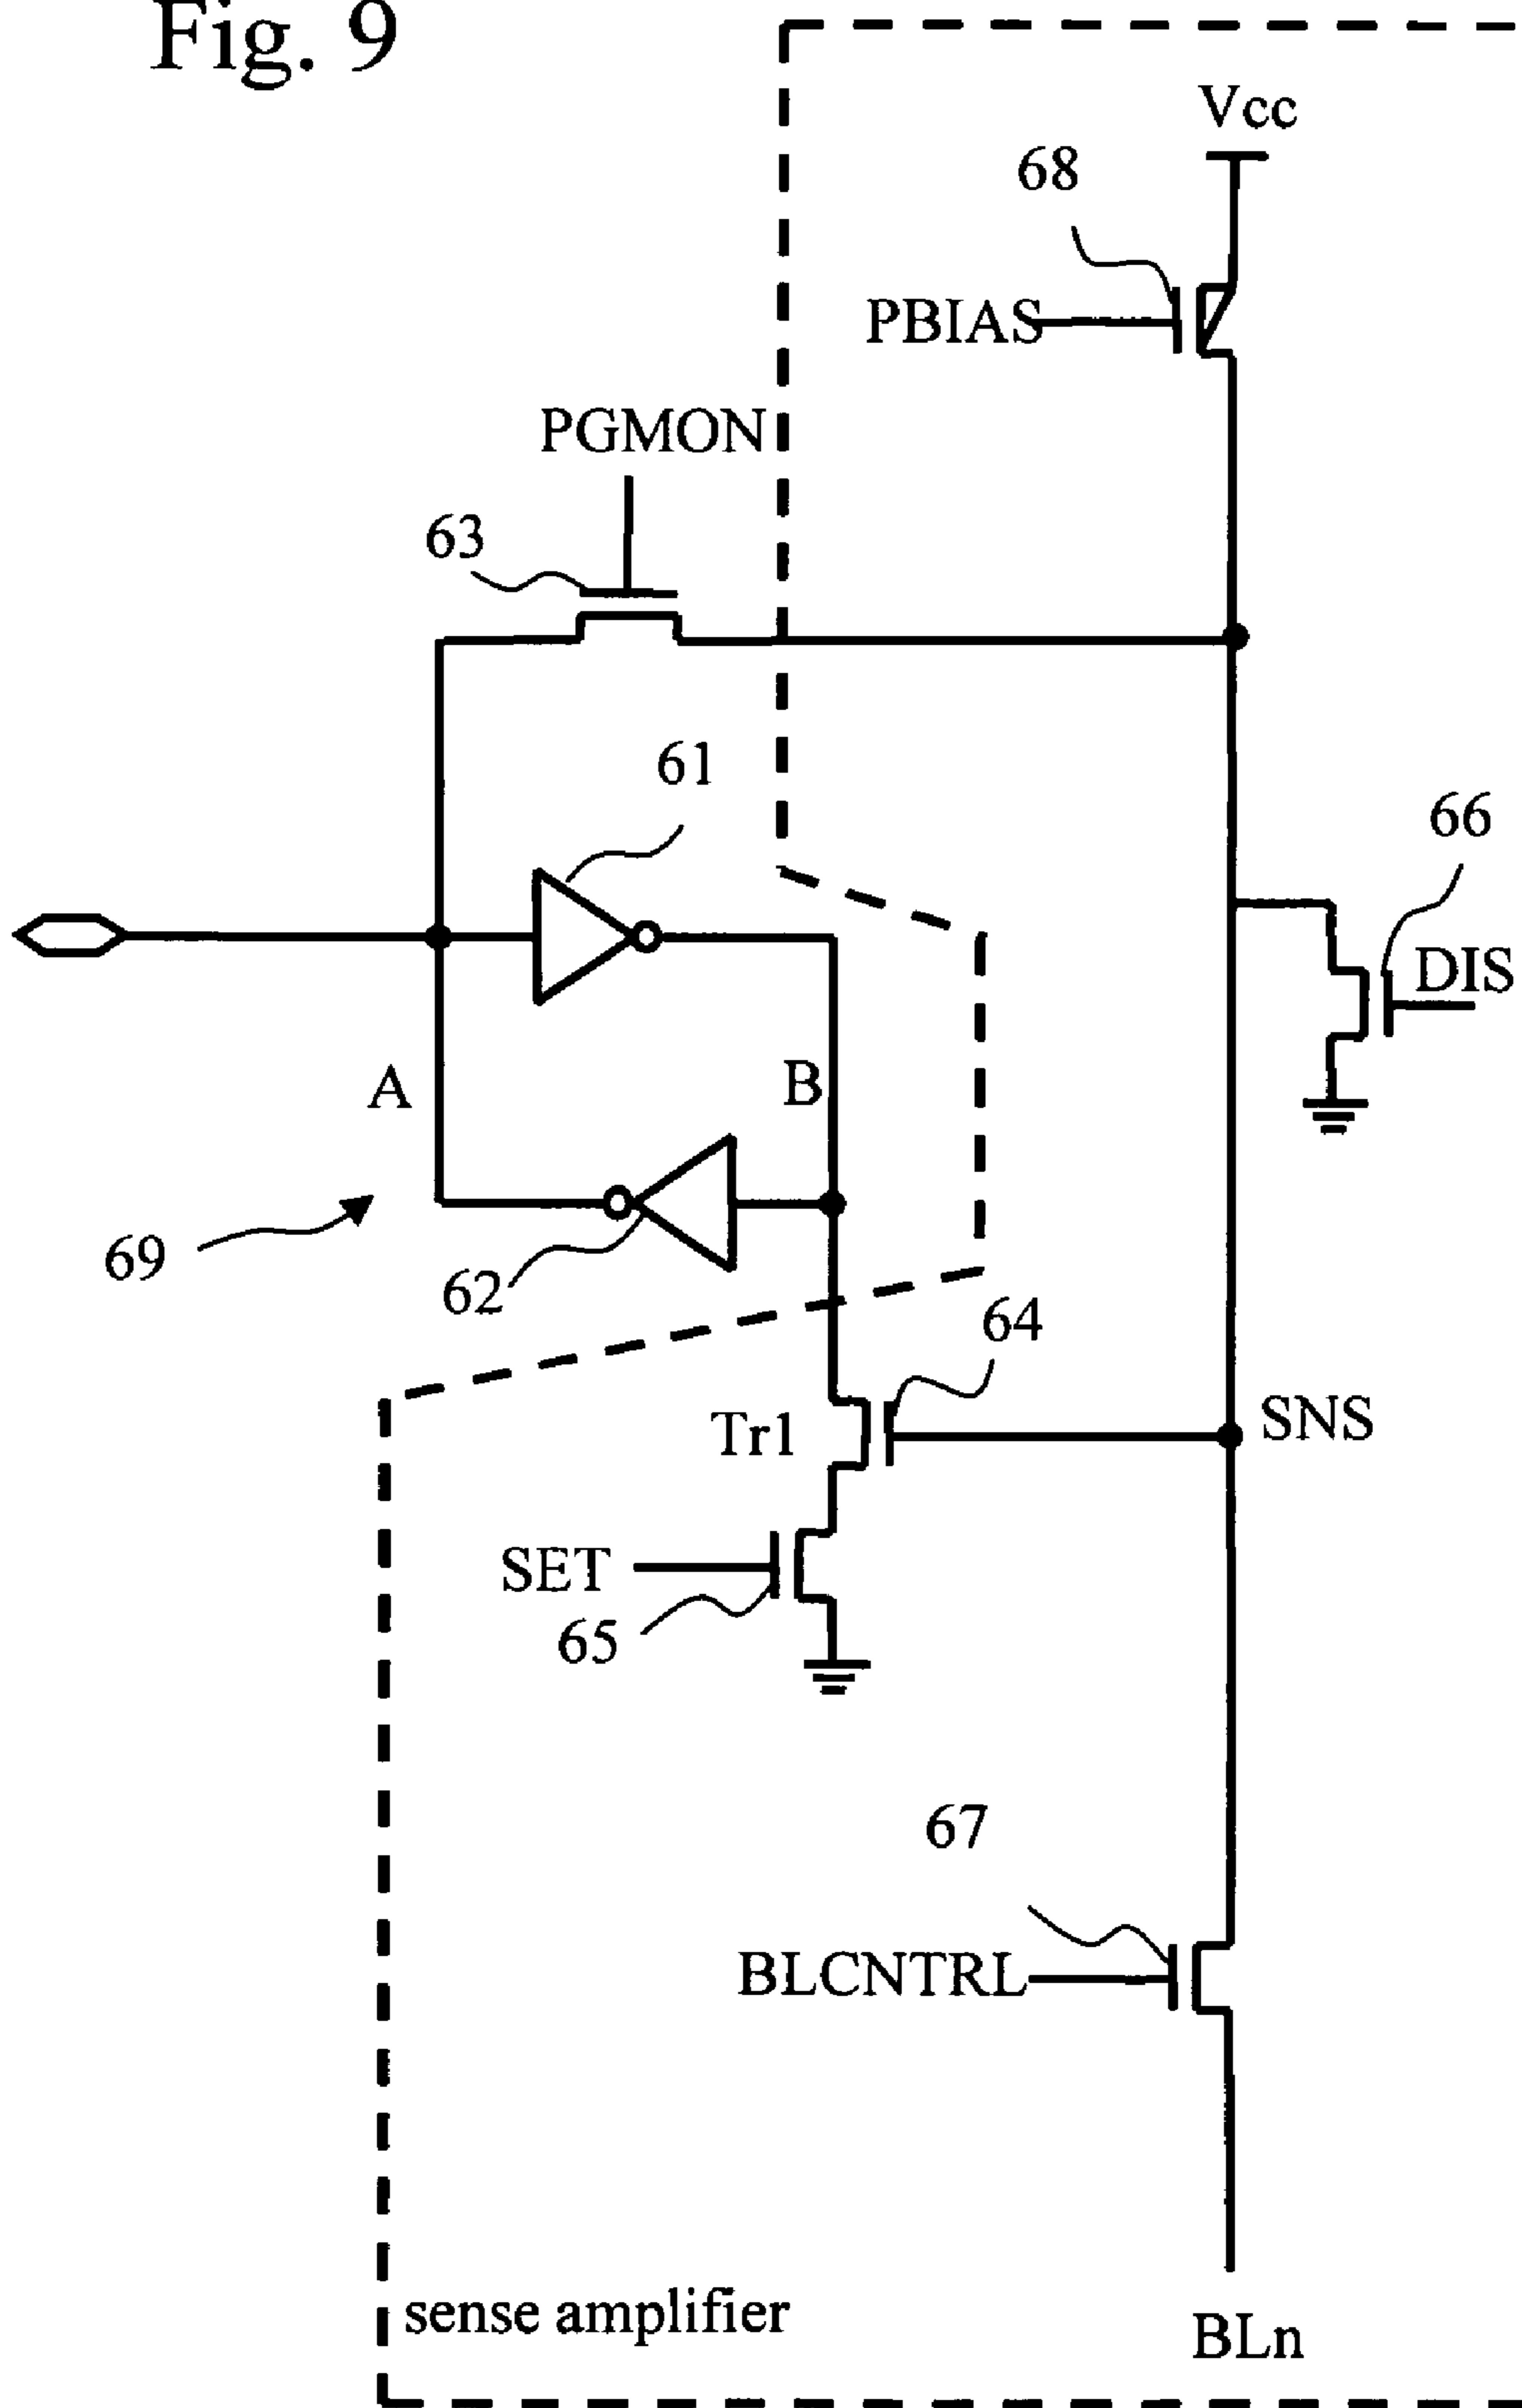 Fig. 9
Vcc
68
PBIAS
PGMON
63
61
66
DIS
A
B
69
62
64
Tr1
SNS
SET
65
67
BLCNTRL
sense amplifier
BLn